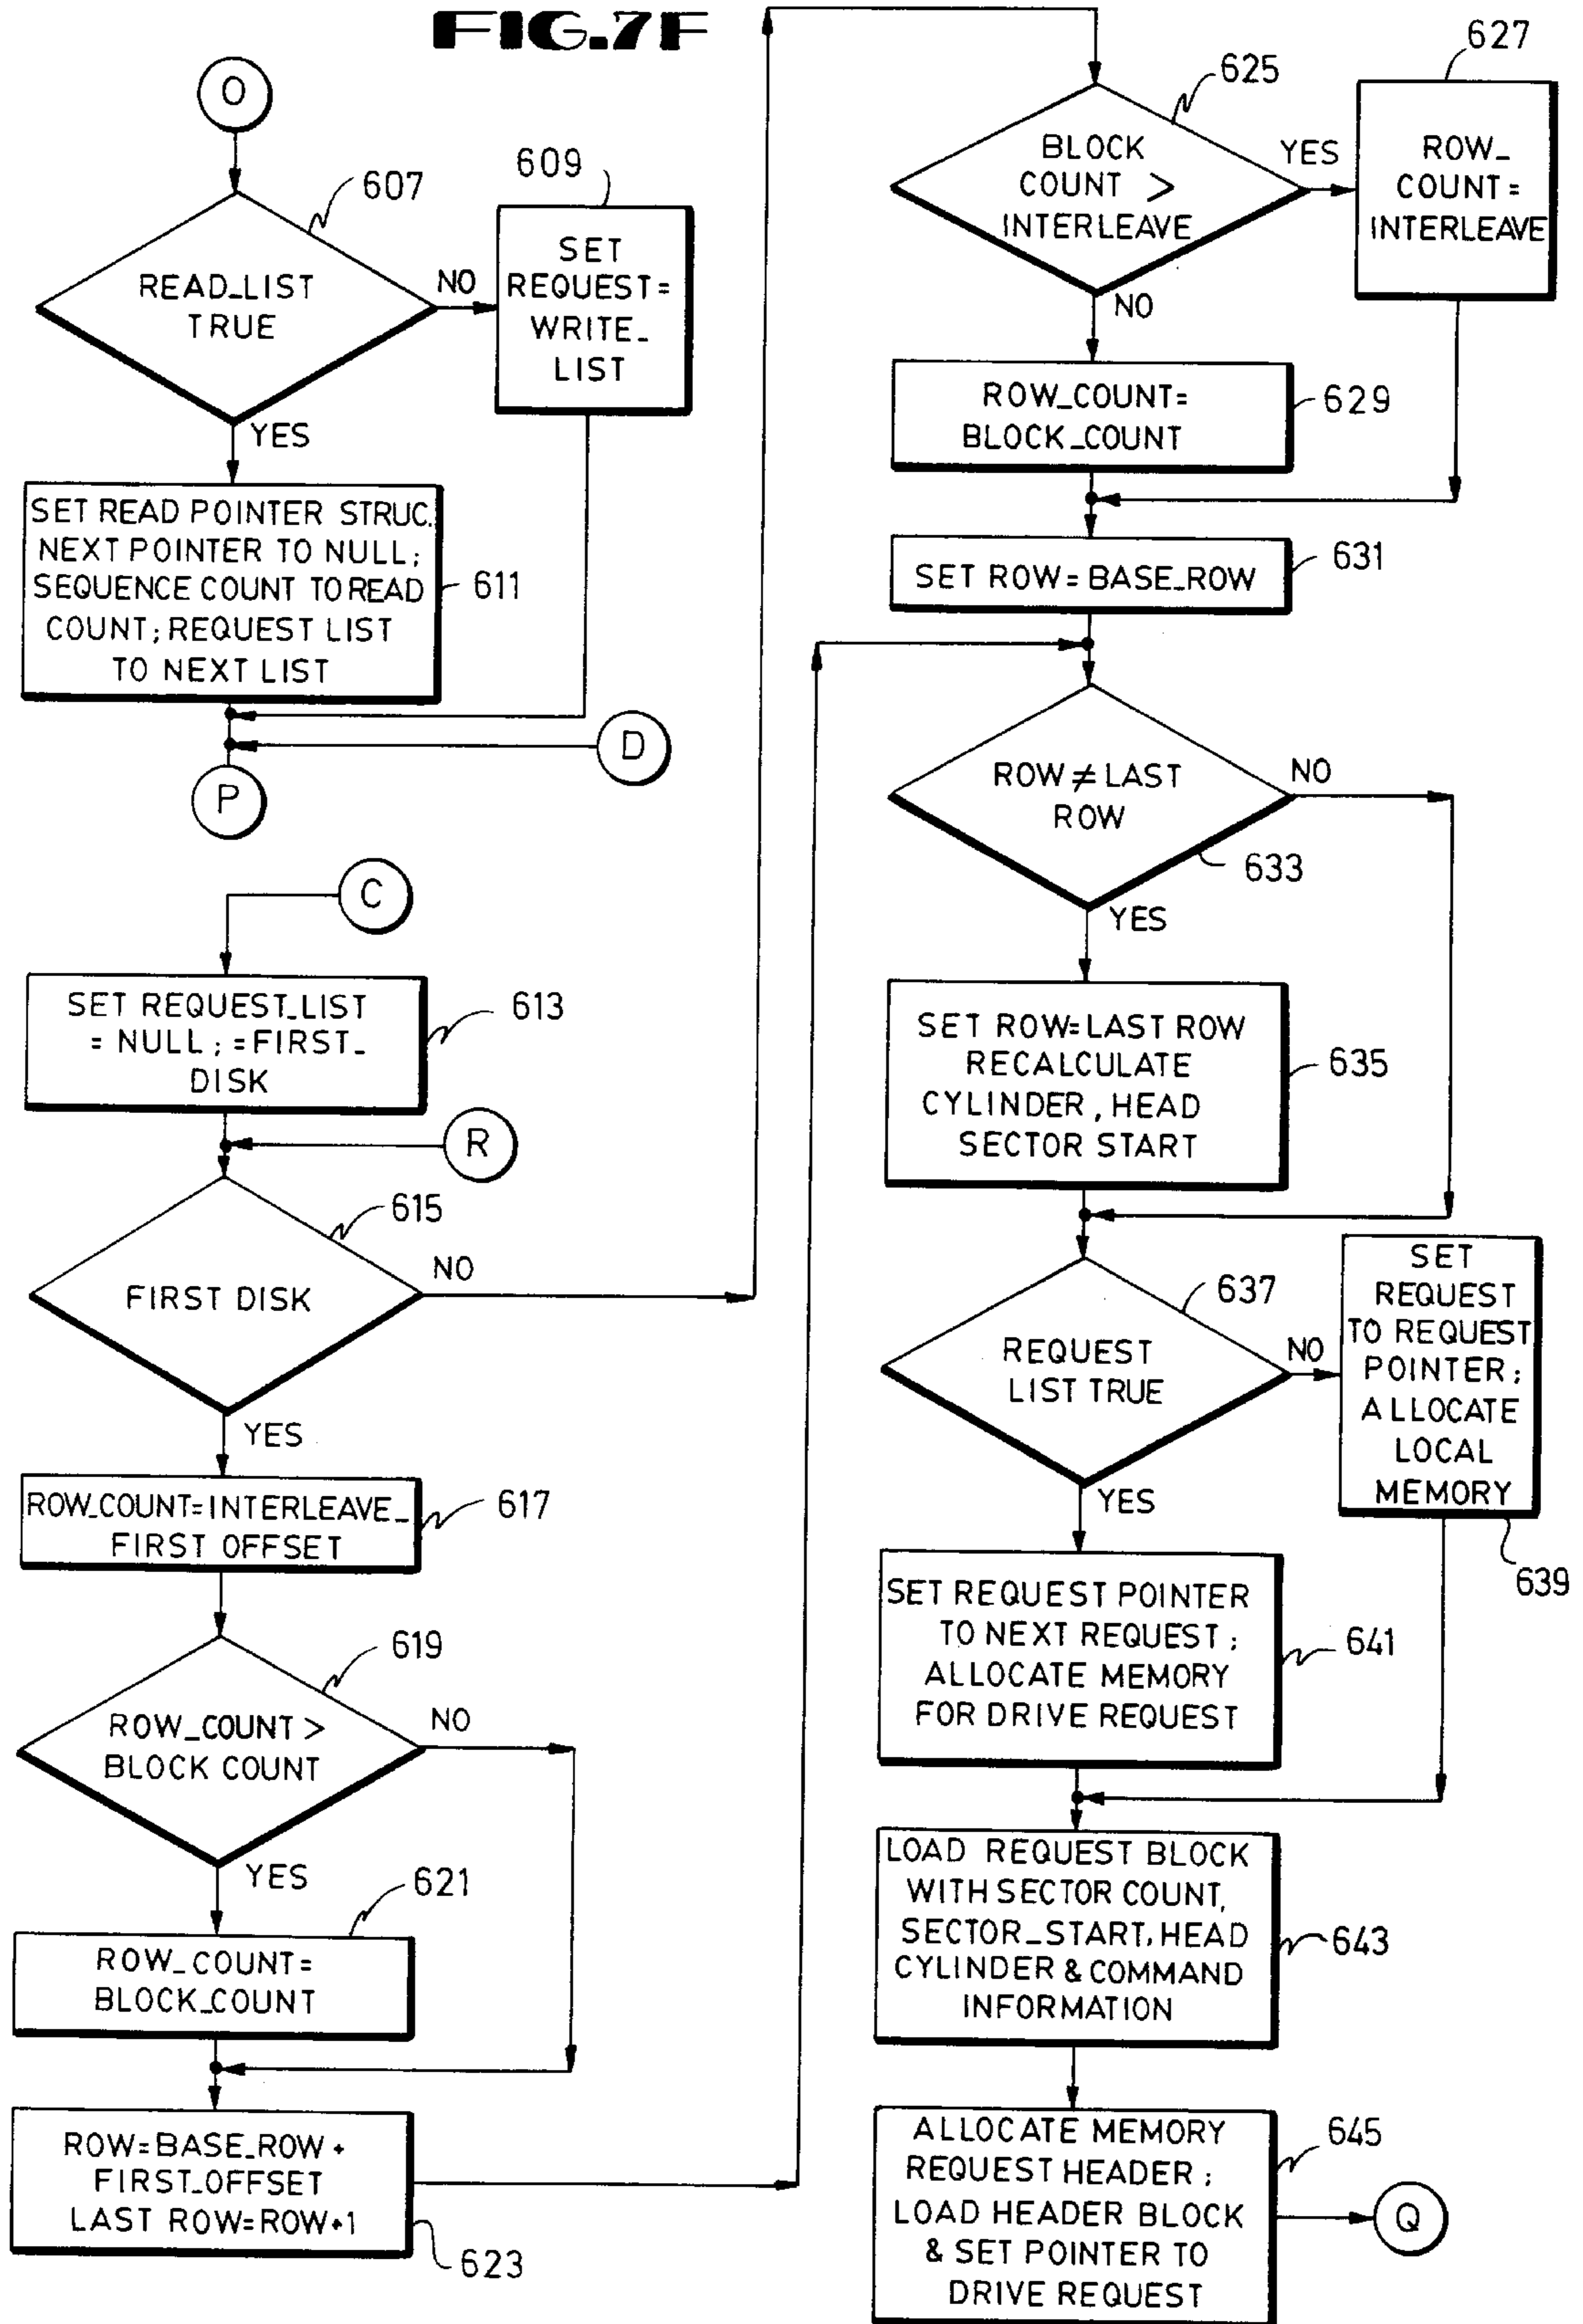 FIG.7F
O
607
READ_LIST
TRUE
NO
YES
609
SET
REQUEST=
WRITE_
LIST
SET READ POINTER STRUC.
NEXT POINTER TO NULL;
SEQUENCE COUNT TO READ
COUNT; REQUEST LIST
TO NEXT LIST
611
D
P
C
SET REQUEST_LIST
= NULL; =FIRST_
DISK
613
R
615
FIRST DISK
NO
YES
ROW_COUNT=INTERLEAVE_
FIRST OFFSET
617
619
ROW_COUNT >
BLOCK COUNT
NO
YES
621
ROW_COUNT=
BLOCK_COUNT
ROW=BASE_ROW +
FIRST_OFFSET
LAST ROW=ROW+1
623
625
BLOCK
COUNT >
INTERLEAVE
YES
NO
627
ROW_
COUNT=
INTERLEAVE
ROW_COUNT=
BLOCK_COUNT
629
SET ROW=BASE_ROW
631
ROW ≠ LAST
ROW
NO
633
YES
SET ROW=LAST ROW
RECALCULATE
CYLINDER, HEAD
SECTOR START
635
637
REQUEST
LIST TRUE
NO
YES
SET
REQUEST
TO REQUEST
POINTER;
ALLOCATE
LOCAL
MEMORY
639
SET REQUEST POINTER
TO NEXT REQUEST;
ALLOCATE MEMORY
FOR DRIVE REQUEST
641
LOAD REQUEST BLOCK
WITH SECTOR COUNT,
SECTOR_START, HEAD
CYLINDER & COMMAND
INFORMATION
643
ALLOCATE MEMORY
REQUEST HEADER;
LOAD HEADER BLOCK
& SET POINTER TO
DRIVE REQUEST
645
Q